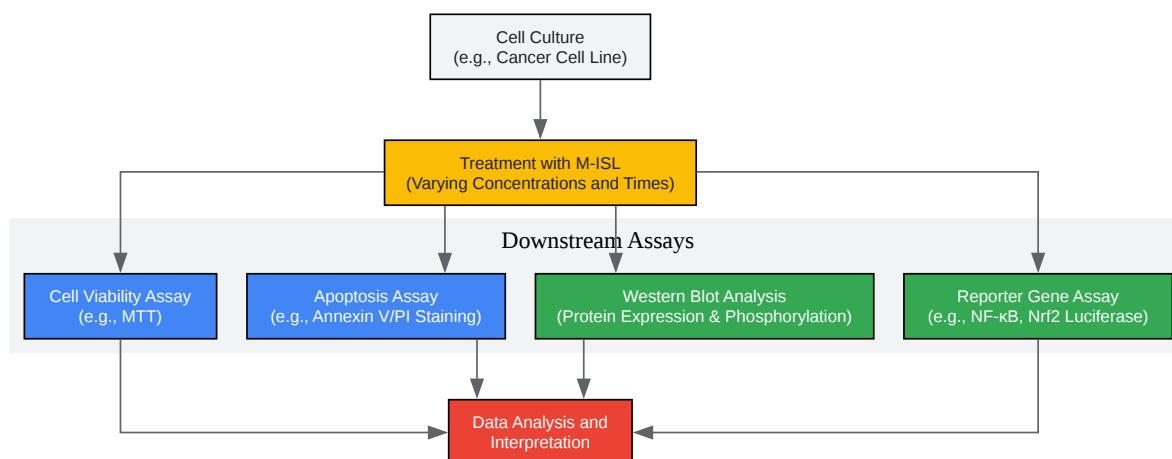 Cell Culture
(e.g., Cancer Cell Line)
Treatment with M-ISL
(Varying Concentrations and Times)
Downstream Assays
Cell Viability Assay
(e.g., MTT)
Apoptosis Assay
(e.g., Annexin V/PI Staining)
Western Blot Analysis
(Protein Expression & Phosphorylation)
Reporter Gene Assay
(e.g., NF-κB, Nrf2 Luciferase)
Data Analysis and
Interpretation